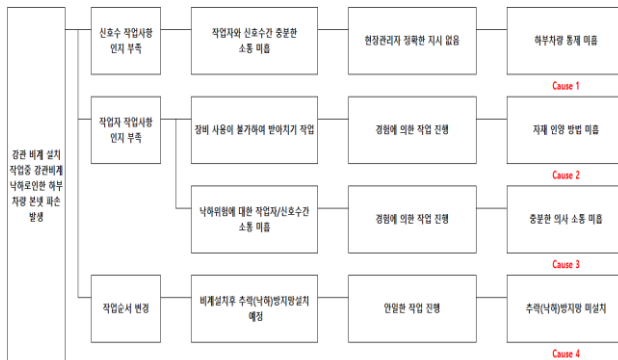 신호수 작업사항
인지 부족
작업자와 신호수간 충분한
소통 미흡
현장관리자 정확한 지시 없음
하부차량 통제 미흡
Cause 1
작업자 작업사항
인지 부족
장비 사용이 불가하여 받아치기 작업
경험에 의한 작업 진행
자재 인양 방법 미흡
Cause 2
강관 비계 설치
작업중 강관비계
낙하로인한 하부
차량 본넷 파손
발생
낙하위험에 대한 작업자/신호수간
소통 미흡
경험에 의한 작업 진행
충분한 의사 소통 미흡
Cause 3
작업순서 변경
비계설치후 추락(낙하)방지망설치
예정
안일한 작업 진행
추락(낙하)방지망 미설치
Cause 4